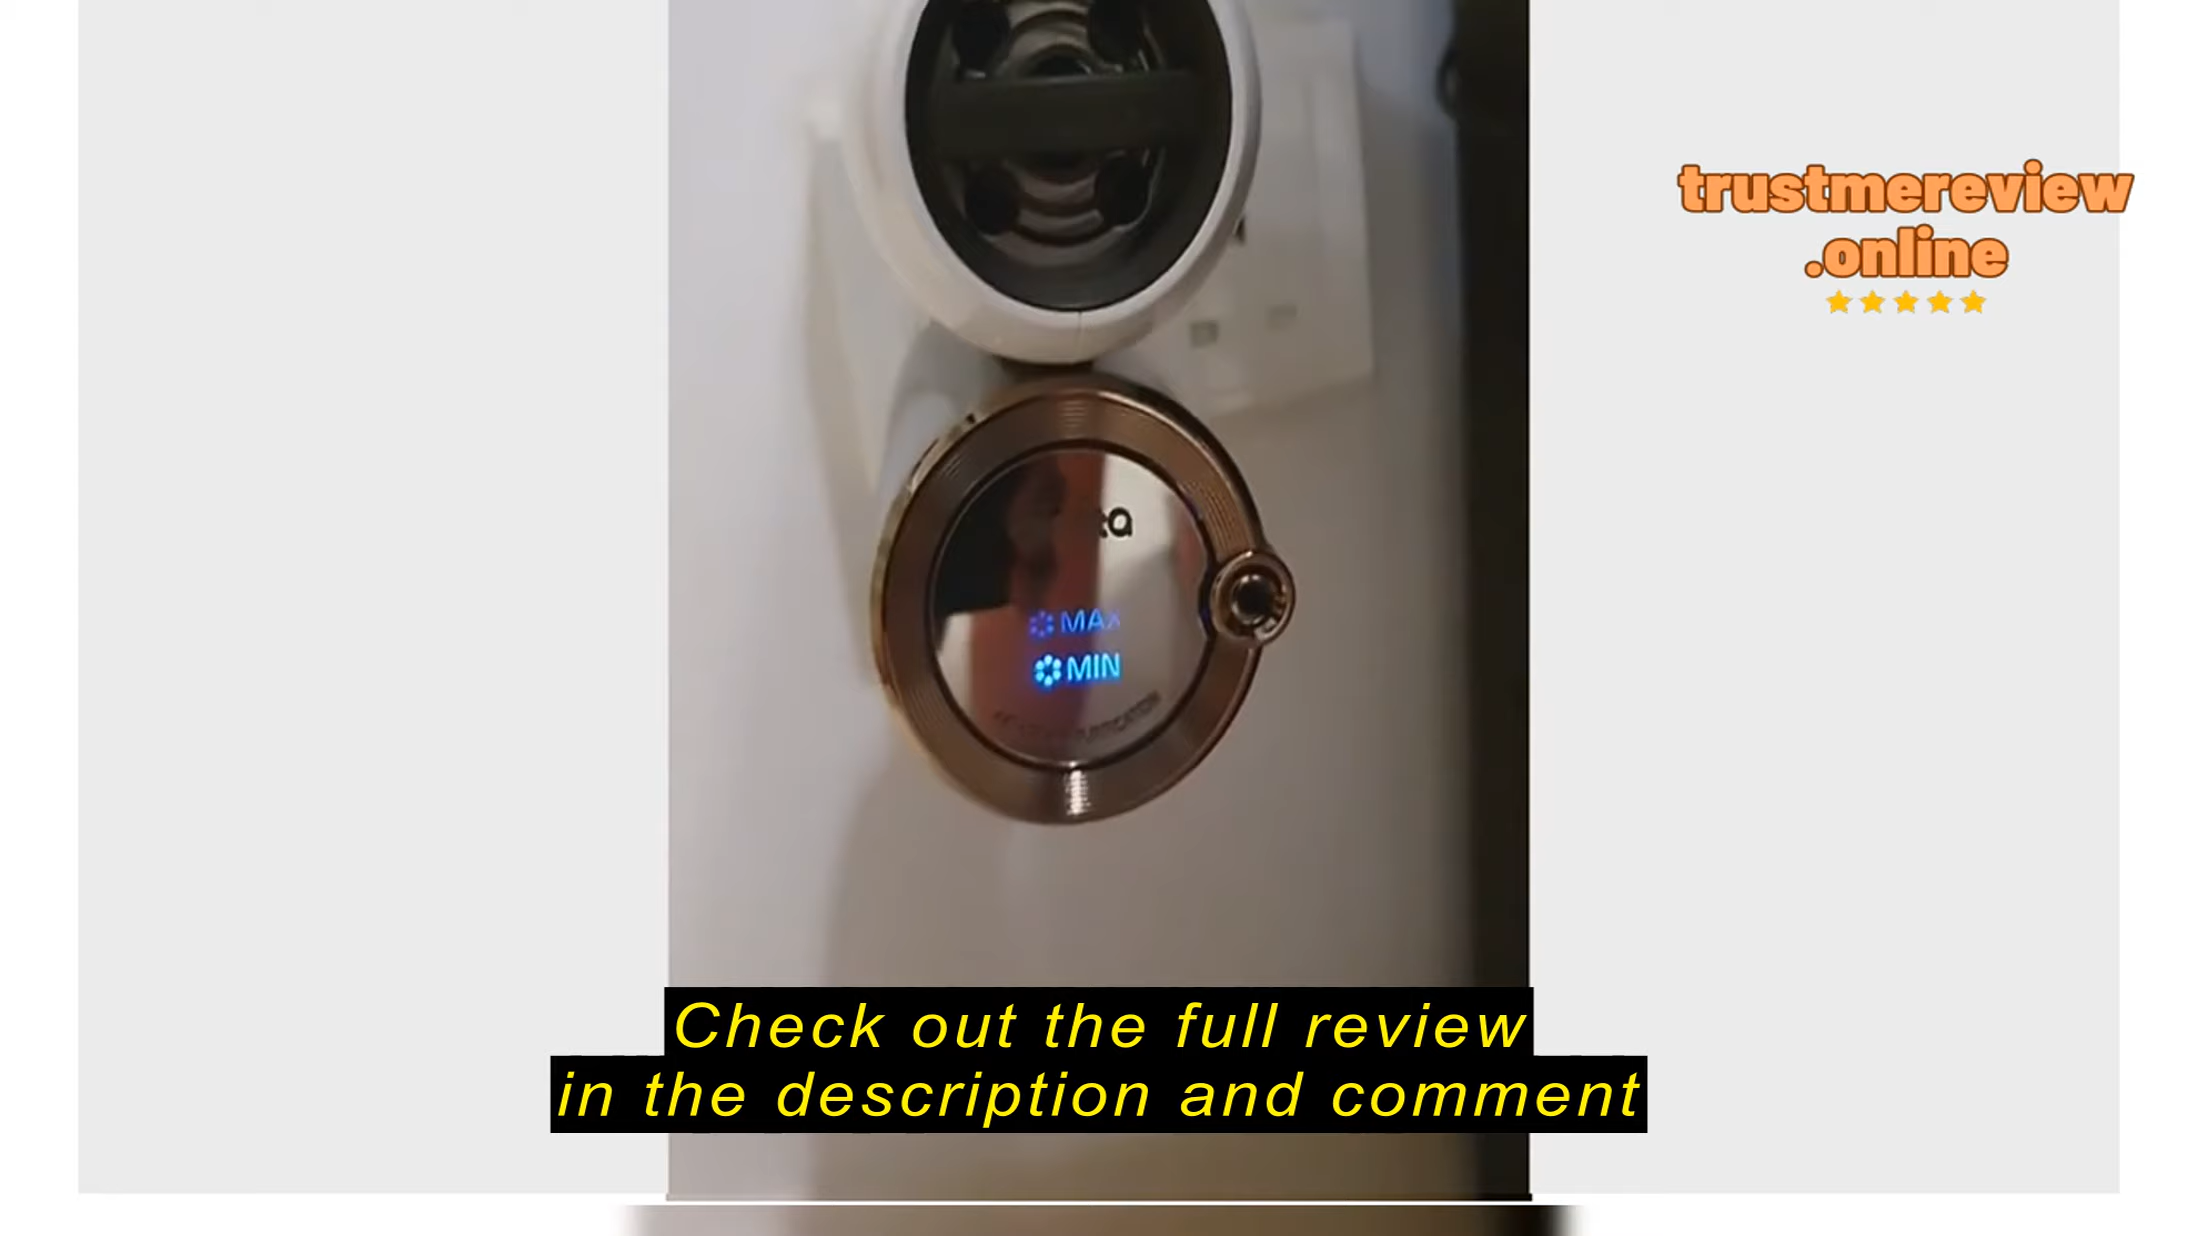 trustmereview
.online
MAX
MIN
Check out the full review
in the description and comment